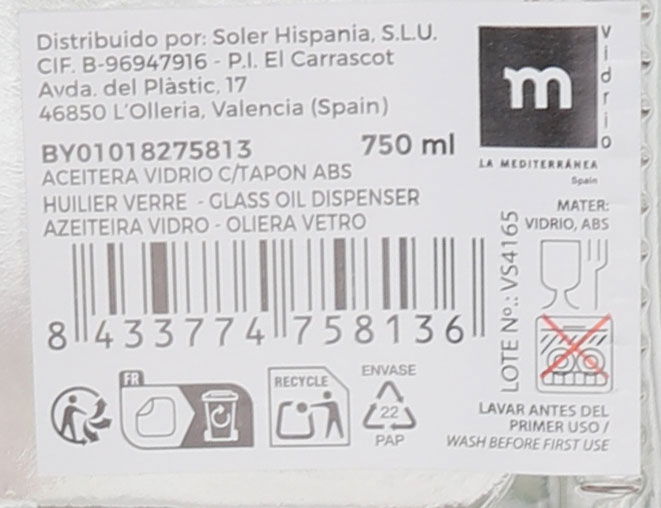 Distribuido por: Soler Hispania, S.L.U.
CIF. B-96947916 - P.I. El Carrascot
Avda. del Plàstic, 17
46850 L'Olleria, Valencia (Spain)
BY01018275813 750 ml
ACEITERA VIDRIO C/TAPON ABS
HUILIER VERRE - GLASS OIL DISPENSER
AZEITEIRA VIDRO - OLIERA VETRO
8 433774 758136
m
Vidrio
LA MEDITERRÁNEA
Spain
MATER:
VIDRIO, ABS
LOTE Nº.: VS4165
FR
RECYCLE
ENVASE
22
PAP
LAVAR ANTES DEL
PRIMER USO /
WASH BEFORE FIRST USE